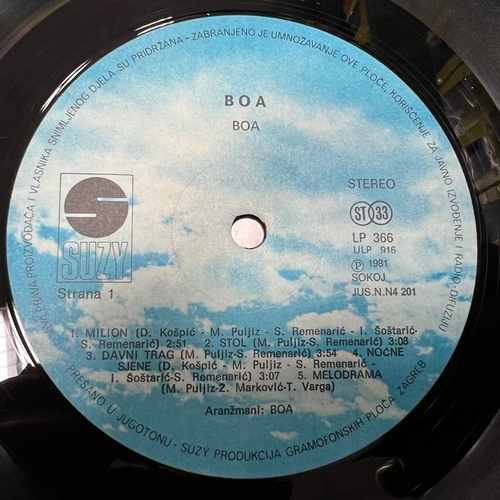 BOA
BOA
STEREO
ST 33
LP 366
ULP 916
℗ 1981
SOKOJ
JUS.N.N4 201
S
SUZY
Strana 1
1. MILION (D. Košpić - M. Puljiz - S. Remenarić - I. Šoštarić-
S. Remenarić) 2:51 2. STOL (M. Puljiz-S. Remenarić) 3:08
3. DAVNI TRAG (M. Puljiz-S. Remenarić) 3:54 4. NOĆNE
SJENE (D. Košpić - M. Puljiz - S. Remenarić -
I. Šoštarić-S. Remenarić) 3:07 5. MELODRAMA
(M. Puljiz-Z. Marković-T. Varga)
Aranžmani: BOA
PROIZVOĐAČA I VLASNIKA SNIMLJENOG DJELA SU PRIDRŽANA - ZABRANJENO JE UMNOŽAVANJE OVE PLOČE, KORIŠĆENJE ZA JAVNO IZVOĐENJE I RADIO-DIFUZIJU
PRESANO U JUGOTONU - SUZY PRODUKCIJA GRAMOFONSKIH PLOČA ZAGREB